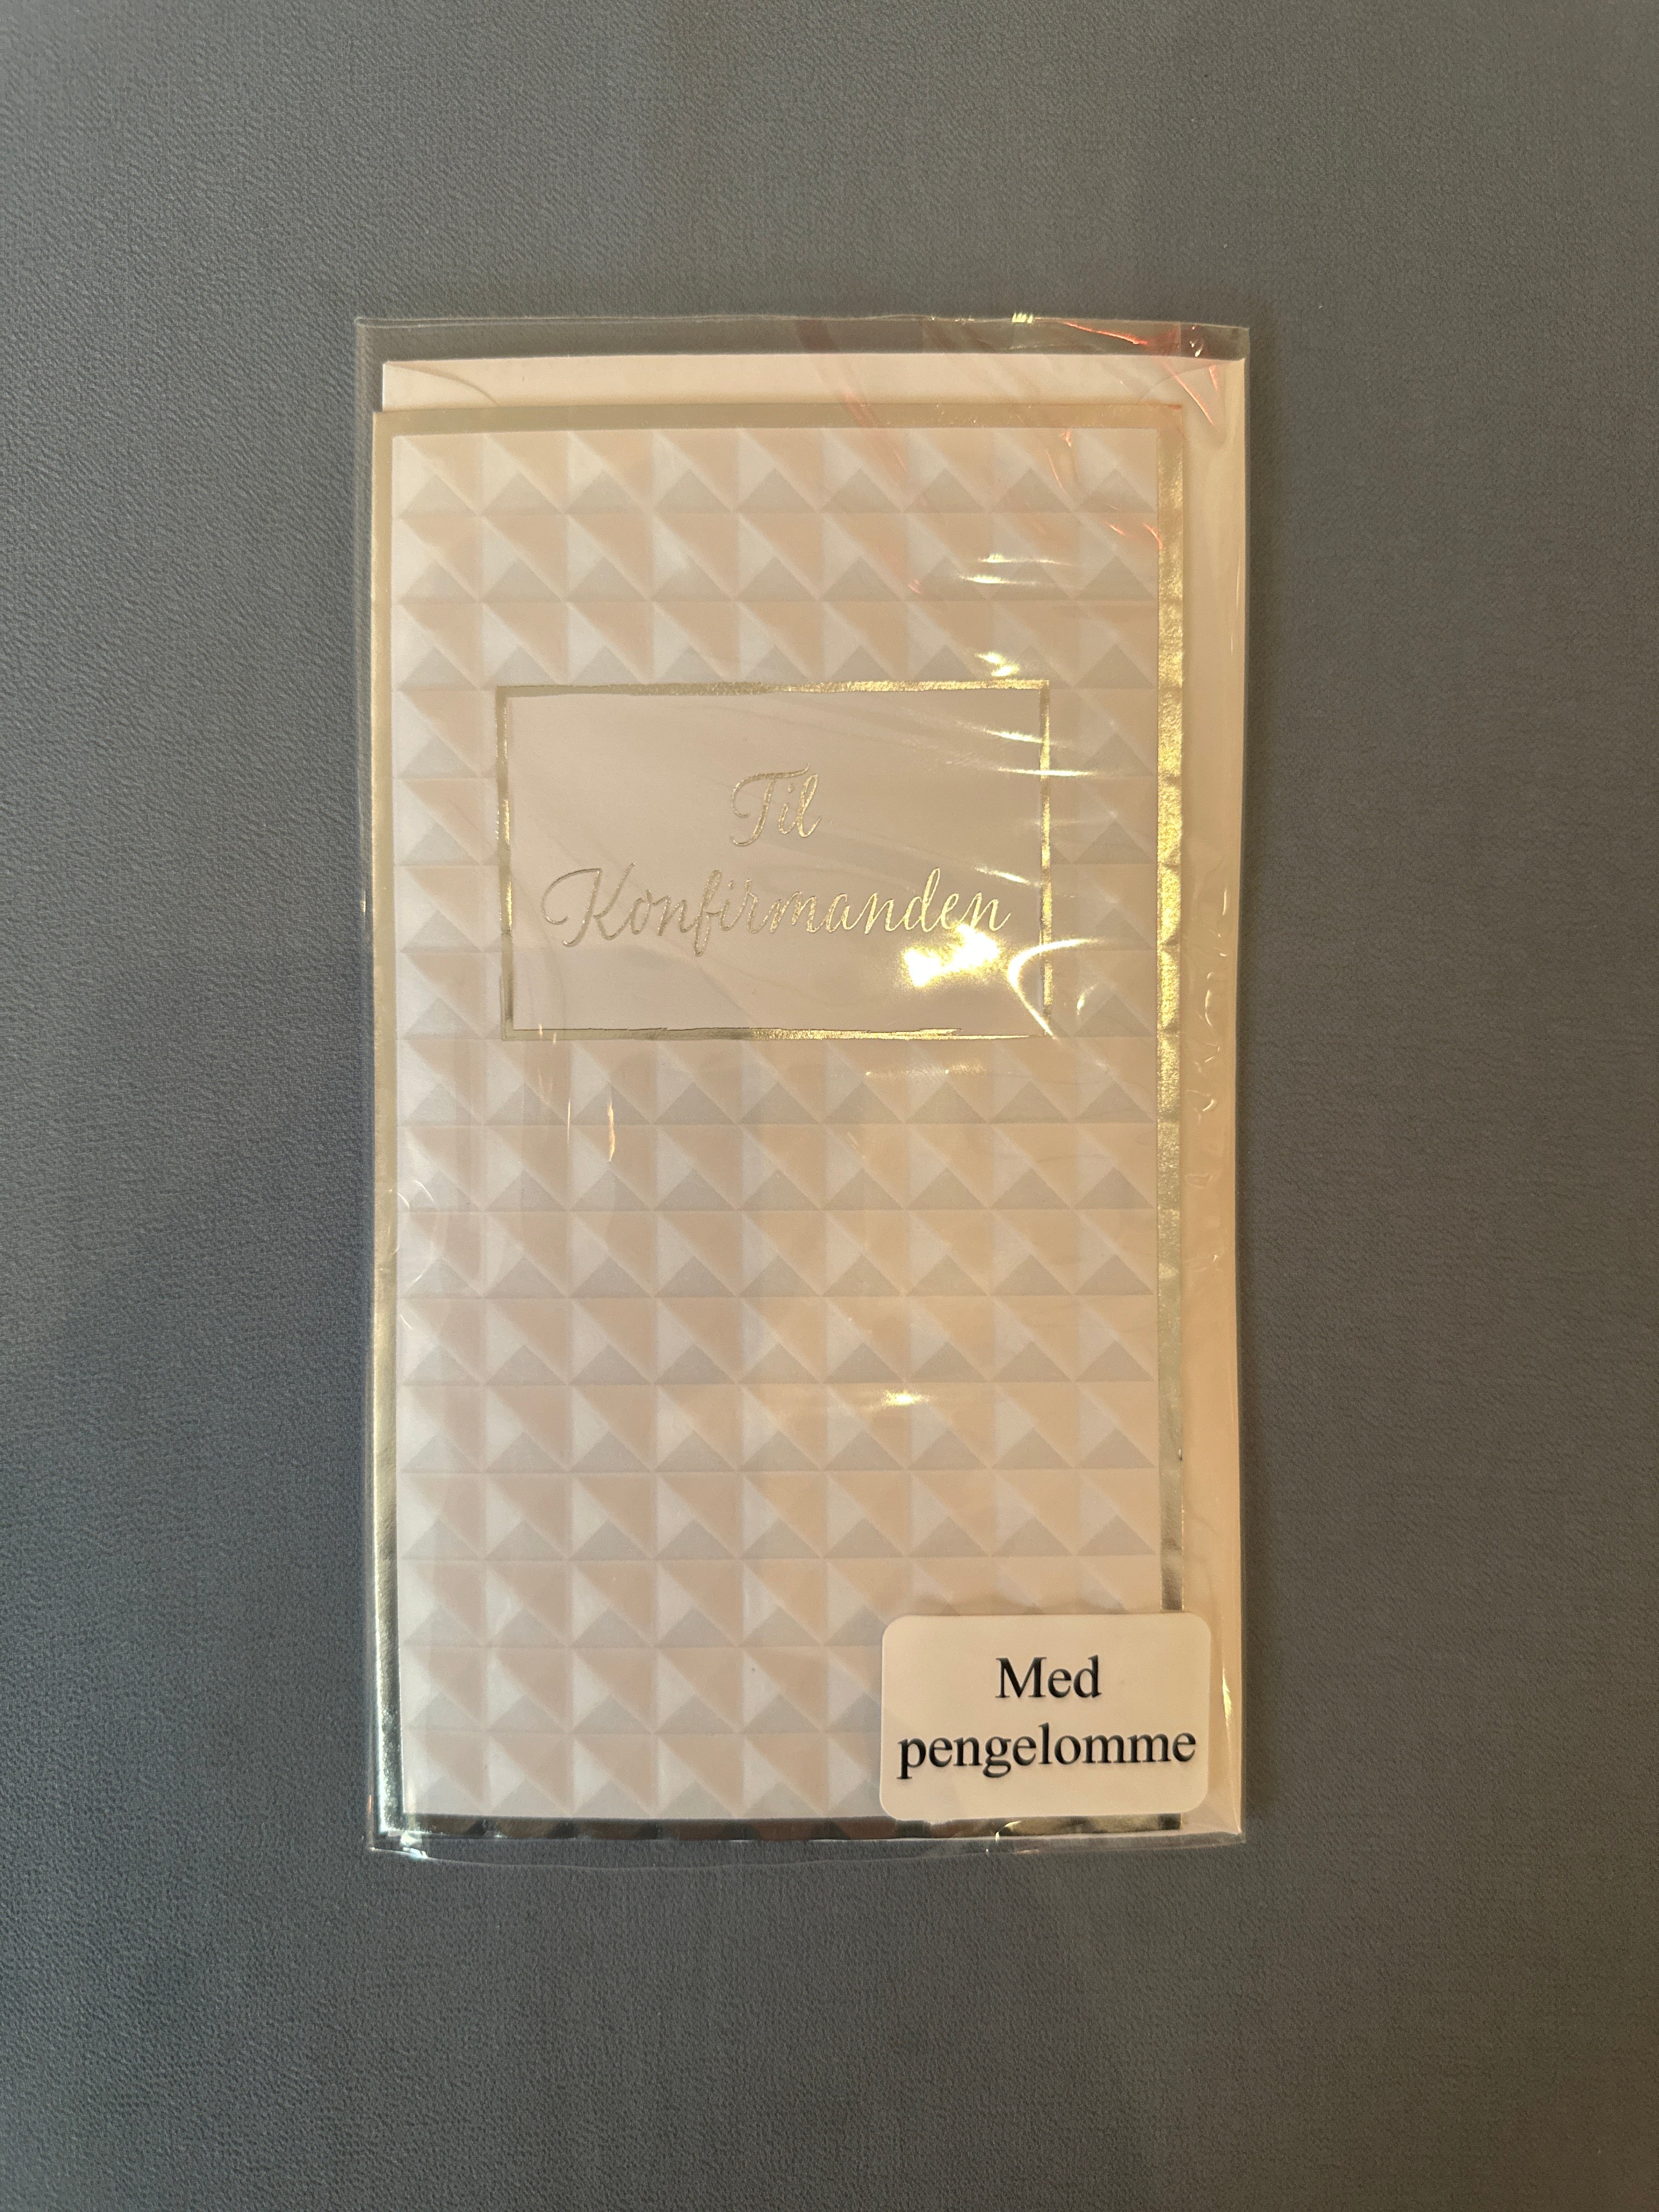 Til
Konfirmanden
Med
pengelomme